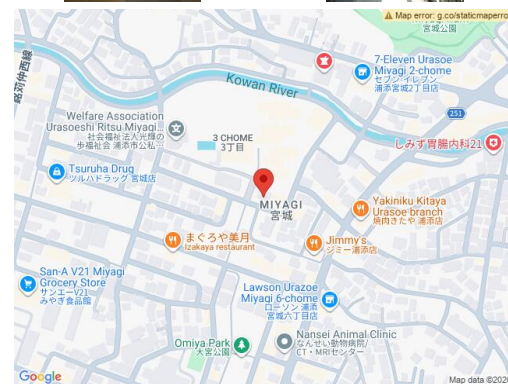 Map error: g.co/staticmaperro
宮城公園
7-Eleven Urasoe
Miyagi 2-chome
セブン-イレブン
浦添宮城2丁目店
Kowan River
251
Welfare Association
Urasoeshi Ritsu Miyagi...
社会福祉法人光輝の
歩福祉会 浦添市公私...
3 CHOME
3丁目
しみず胃腸内科21
Tsuruha Drug
ツルハドラッグ 宮城店
MIYAGI
宮城
Yakiniku Kitaya
Urasoe branch
焼肉きたや 浦添店
まぐろや美月
Izakaya restaurant
Jimmy's
ジミー浦添店
San-A V21 Miyagi
Grocery Store
サンエーV21
みやぎ食品館
Lawson Urazoe
Miyagi 6-chome
ローソン 浦添
宮城六丁目店
Omiya Park
大宮公園
Nansei Animal Clinic
なんせい動物病院/
CT・MRIセンター
Google
Map data ©2026